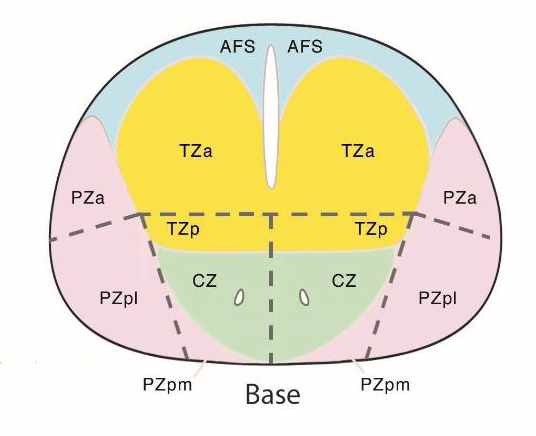 AFS AFS
TZa TZa
PZa PZa
TZp TZp
CZ CZ
PZpl PZpl
PZpm PZpm
Base